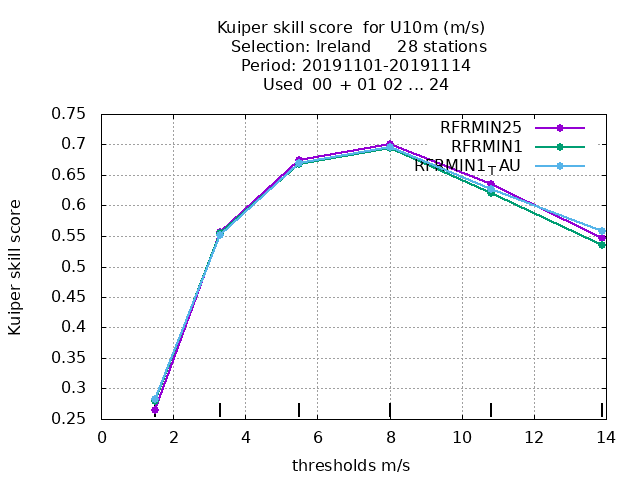 Kuiper skill score  for U10m (m/s)
Selection: Ireland     28 stations
Period: 20191101-20191114
Used  00 + 01 02 ... 24
0.75
0.7
0.65
0.6
0.55
0.5
0.45
0.4
0.35
0.3
0.25
Kuiper skill score
RFRMIN25
RFRMIN1
RFRMIN1TAU
0 2 4 6 8 10 12 14
thresholds m/s